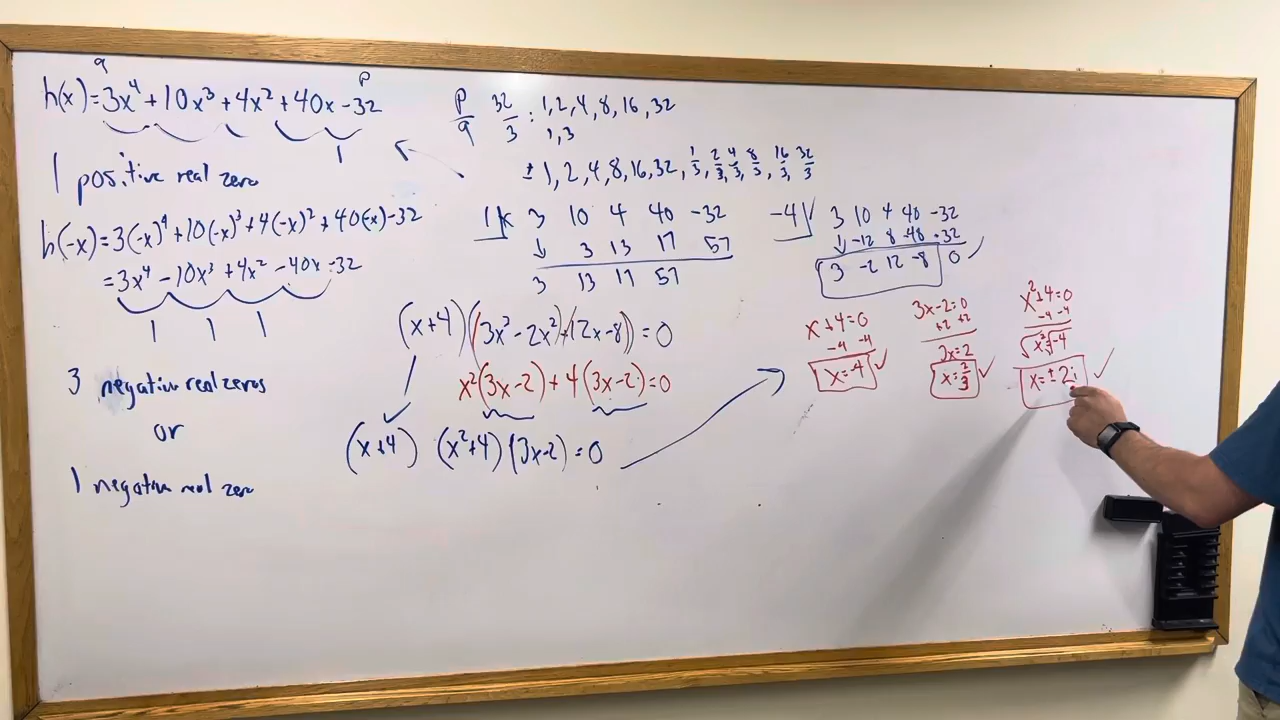 q p
h(x) = 3x⁴ + 10x³ + 4x² + 40x - 32
1
1 positive real zero
h(-x) = 3(-x)⁴ + 10(-x)³ + 4(-x)² + 40(-x) - 32
= 3x⁴ - 10x³ + 4x² - 40x - 32
1 1 1
3 negative real zeros
or
1 negative real zero
p/q 32/3 : 1, 2, 4, 8, 16, 32
1, 3
± 1, 2, 4, 8, 16, 32, 1/3, 2/3, 4/3, 8/3, 16/3, 32/3
1 3 10 4 40 -32
↓ 3 13 17 57
3 13 17 57
-4 3 10 4 40 -32
↓ -12 8 -48 +32
3 -2 12 -8 0 ✓
(x+4)(3x³ - 2x² + 12x - 8) = 0
x²(3x-2) + 4(3x-2) = 0
(x+4) (x²+4)(3x-2) = 0
x+4=0
-4 -4
x=-4 ✓
3x-2=0
+2 +2
3x=2
x=2/3 ✓
x²+4=0
-4 -4
√x²=√-4
x=±2i ✓